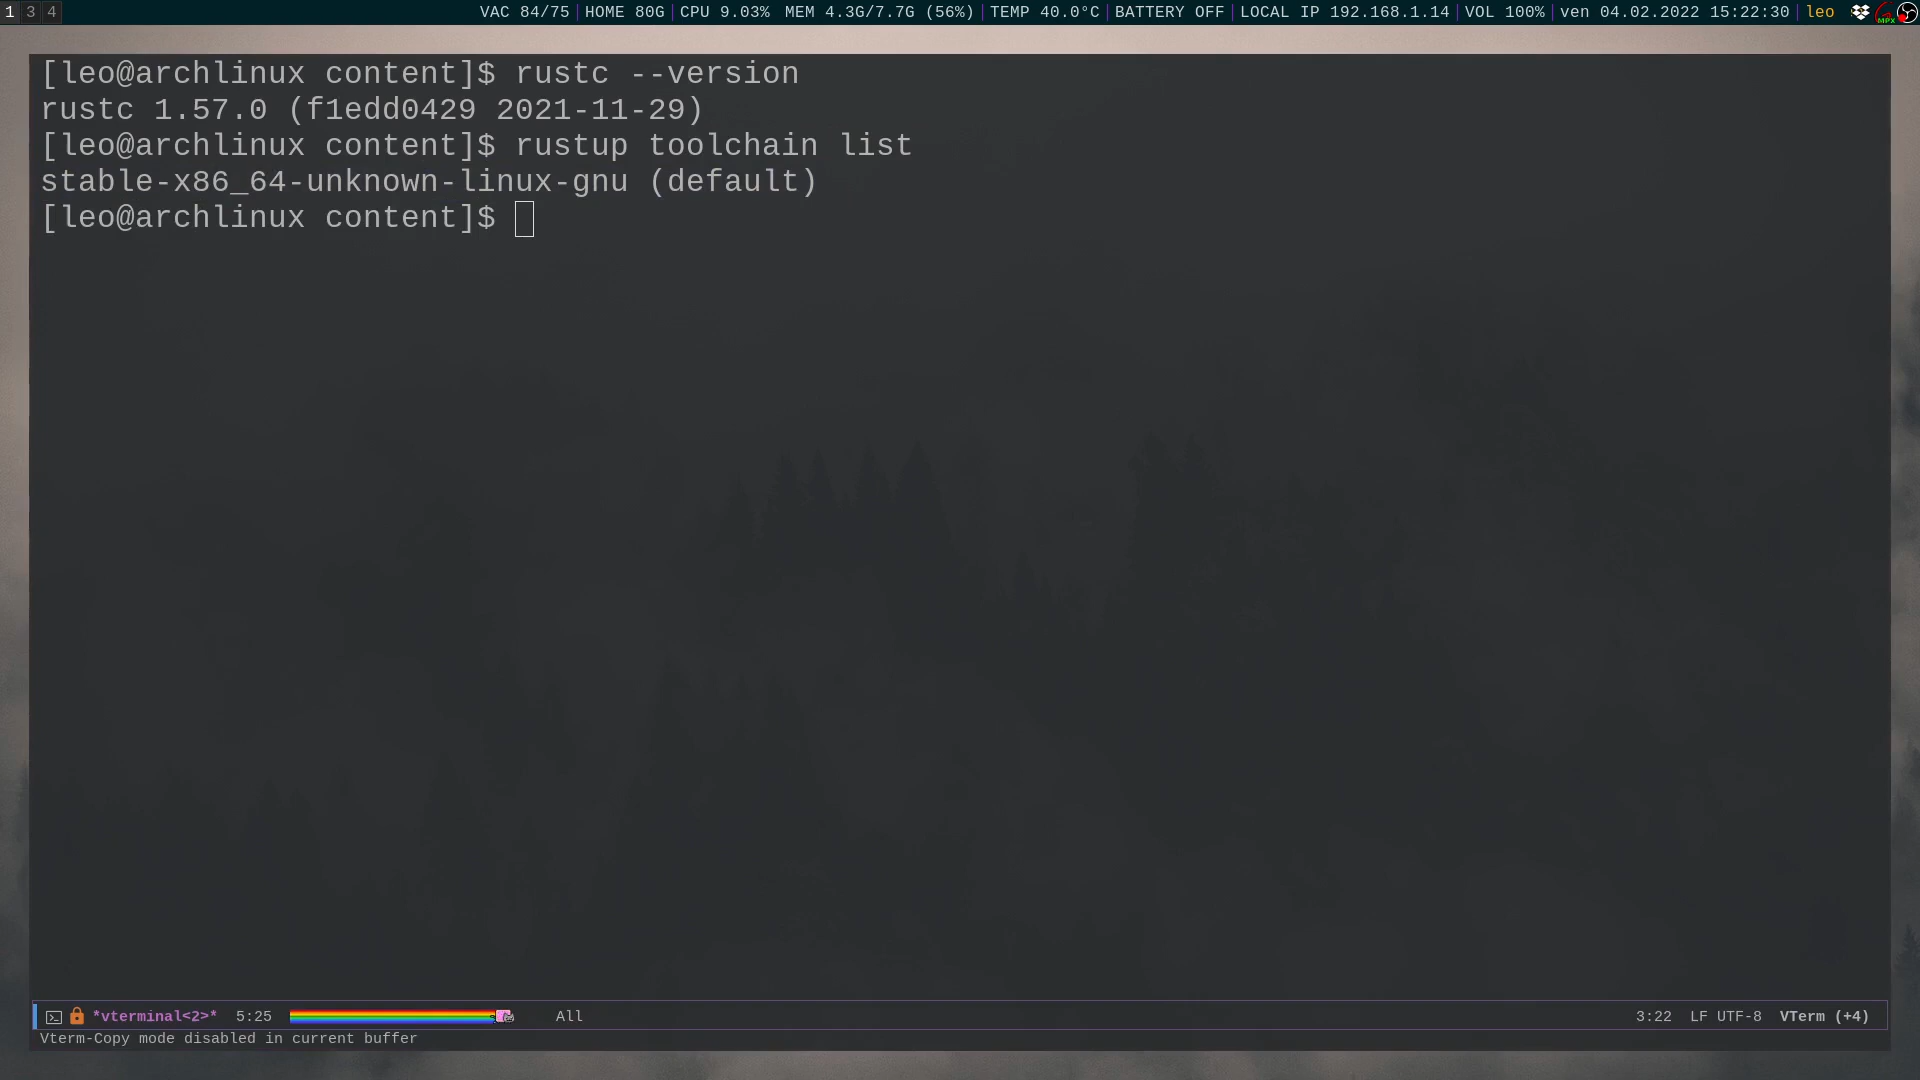 1 3 4 VAC 84/75 HOME 80G CPU 9.03% MEM 4.3G/7.7G (56%) TEMP 40.0°C BATTERY OFF LOCAL IP 192.168.1.14 VOL 100% ven 04.02.2022 15:22:30 leo MPX
[leo@archlinux content]$ rustc --version
rustc 1.57.0 (f1edd0429 2021-11-29)
[leo@archlinux content]$ rustup toolchain list
stable-x86_64-unknown-linux-gnu (default)
[leo@archlinux content]$
*vterminal<2>* 5:25 All 3:22 LF UTF-8 VTerm (+4)
Vterm-Copy mode disabled in current buffer